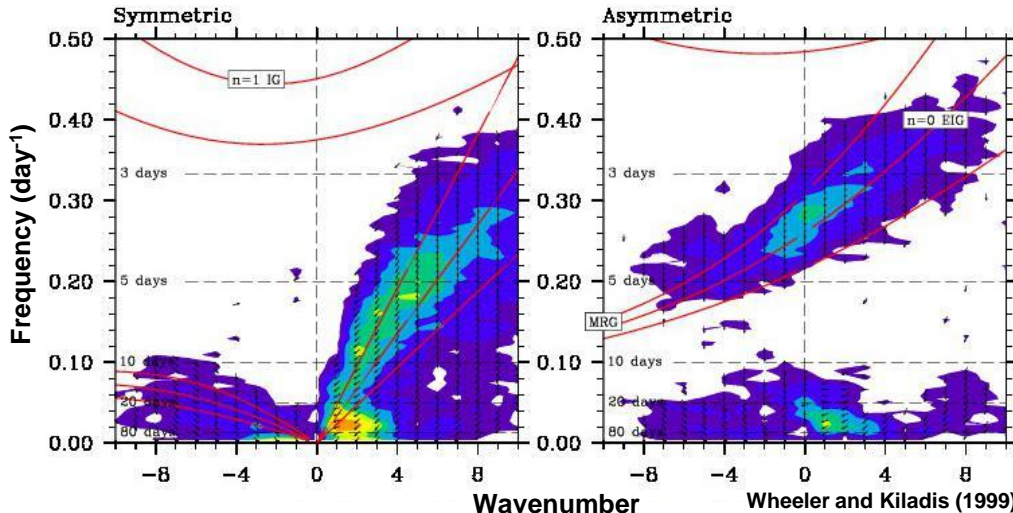 Symmetric
Asymmetric
0.50
0.50
n=1 IG
0.40
0.40
n=0 EIG
3 days
3 days
0.30
0.30
0.20
5 days
0.20
5 days
MRG
0.10
10 days
0.10
10 days
20 days
20 days
80 days
80 days
0.00
0.00
-8 -4 0 4 8
-8 -4 0 4 8
Frequency (day-1)
Wavenumber
Wheeler and Kiladis (1999)